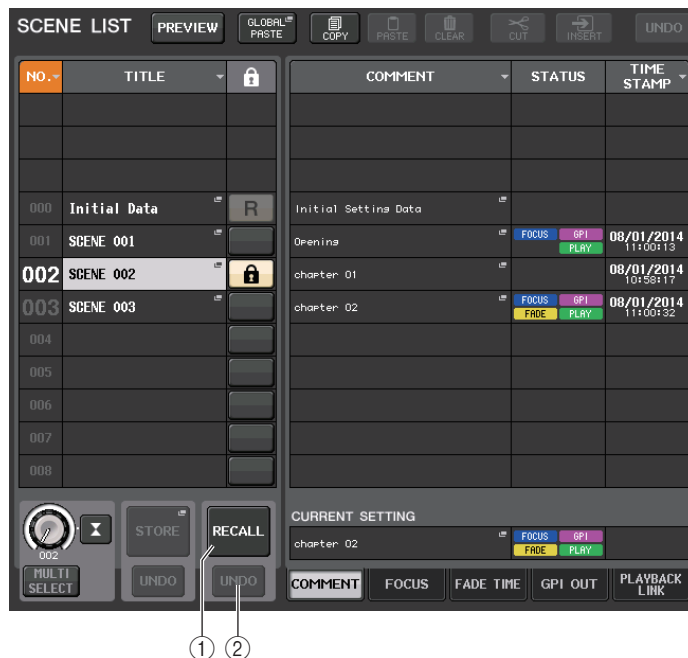 SCENE LIST PREVIEW GLOBAL PASTE COPY PASTE CLEAR CUT INSERT UNDO
NO. TITLE COMMENT STATUS TIME STAMP
000 Initial Data R Initial Setting Data
001 SCENE 001 Opening FOCUS GPI PLAY 08/01/2014 11:00:13
002 SCENE 002 chapter 01 08/01/2014 10:58:17
003 SCENE 003 chapter 02 FOCUS GPI FADE PLAY 08/01/2014 11:00:32
004
005
006
007
008
002 STORE RECALL
CURRENT SETTING
chapter 02 FOCUS GPI FADE PLAY
MULTI SELECT UNDO UNDO
COMMENT FOCUS FADE TIME GPI OUT PLAYBACK LINK
1 2